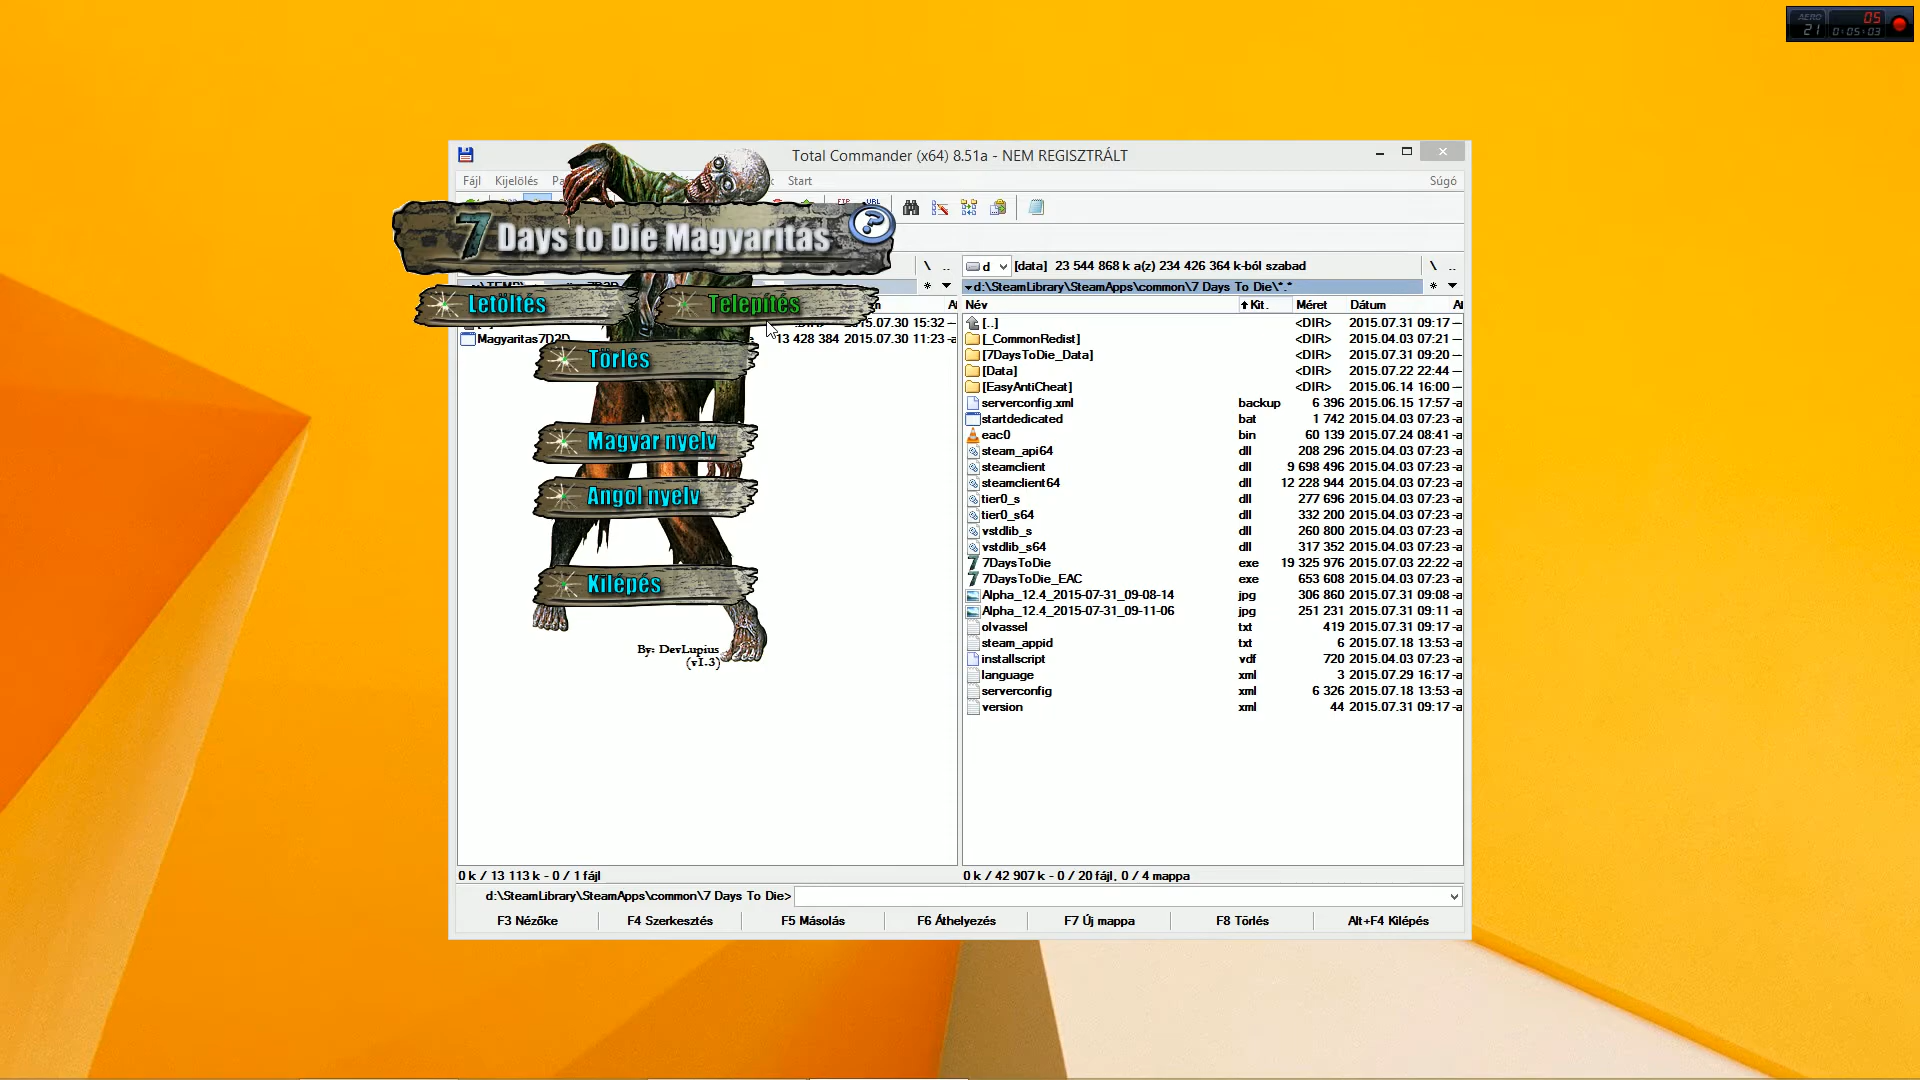 AERO
21
05
0:05:03
Total Commander (x64) 8.51a - NEM REGISZTRÁLT
Fájl Kijelölés Start Súgó
7 Days to Die Magyarítás
?
d [data] 23 544 868 k a(z) 234 426 364 k-ból szabad
\ ..
d:\SteamLibrary\SteamApps\common\7 Days To Die\*.*
Letöltés
Telepítés
Törlés
Magyar nyelv
Angol nyelv
Kilépés
By: DevLupius
(v1.3)
2015.07.30 15:32 —
Magyaritas7D2D 13 428 384 2015.07.30 11:23 -a
Név Kit. Méret Dátum
[..] <DIR> 2015.07.31 09:17 —
[_CommonRedist] <DIR> 2015.04.03 07:21 —
[7DaysToDie_Data] <DIR> 2015.07.31 09:20 —
[Data] <DIR> 2015.07.22 22:44 —
[EasyAntiCheat] <DIR> 2015.06.14 16:00 —
serverconfig.xml backup 6 396 2015.06.15 17:57 -a
startdedicated bat 1 742 2015.04.03 07:23 -a
eac0 bin 60 139 2015.07.24 08:41 -a
steam_api64 dll 208 296 2015.04.03 07:23 -a
steamclient dll 9 698 496 2015.04.03 07:23 -a
steamclient64 dll 12 228 944 2015.04.03 07:23 -a
tier0_s dll 277 696 2015.04.03 07:23 -a
tier0_s64 dll 332 200 2015.04.03 07:23 -a
vstdlib_s dll 260 800 2015.04.03 07:23 -a
vstdlib_s64 dll 317 352 2015.04.03 07:23 -a
7DaysToDie exe 19 325 976 2015.07.03 22:22 -a
7DaysToDie_EAC exe 653 608 2015.04.03 07:23 -a
Alpha_12.4_2015-07-31_09-08-14 jpg 306 860 2015.07.31 09:08 -a
Alpha_12.4_2015-07-31_09-11-06 jpg 251 231 2015.07.31 09:11 -a
olvassel txt 419 2015.07.31 09:17 -a
steam_appid txt 6 2015.07.18 13:53 -a
installscript vdf 720 2015.04.03 07:23 -a
language xml 3 2015.07.29 16:17 -a
serverconfig xml 6 326 2015.07.18 13:53 -a
version xml 44 2015.07.31 09:17 -a
0 k / 13 113 k - 0 / 1 fájl
0 k / 42 907 k - 0 / 20 fájl, 0 / 4 mappa
d:\SteamLibrary\SteamApps\common\7 Days To Die>
F3 Nézőke F4 Szerkesztés F5 Másolás F6 Áthelyezés F7 Új mappa F8 Törlés Alt+F4 Kilépés